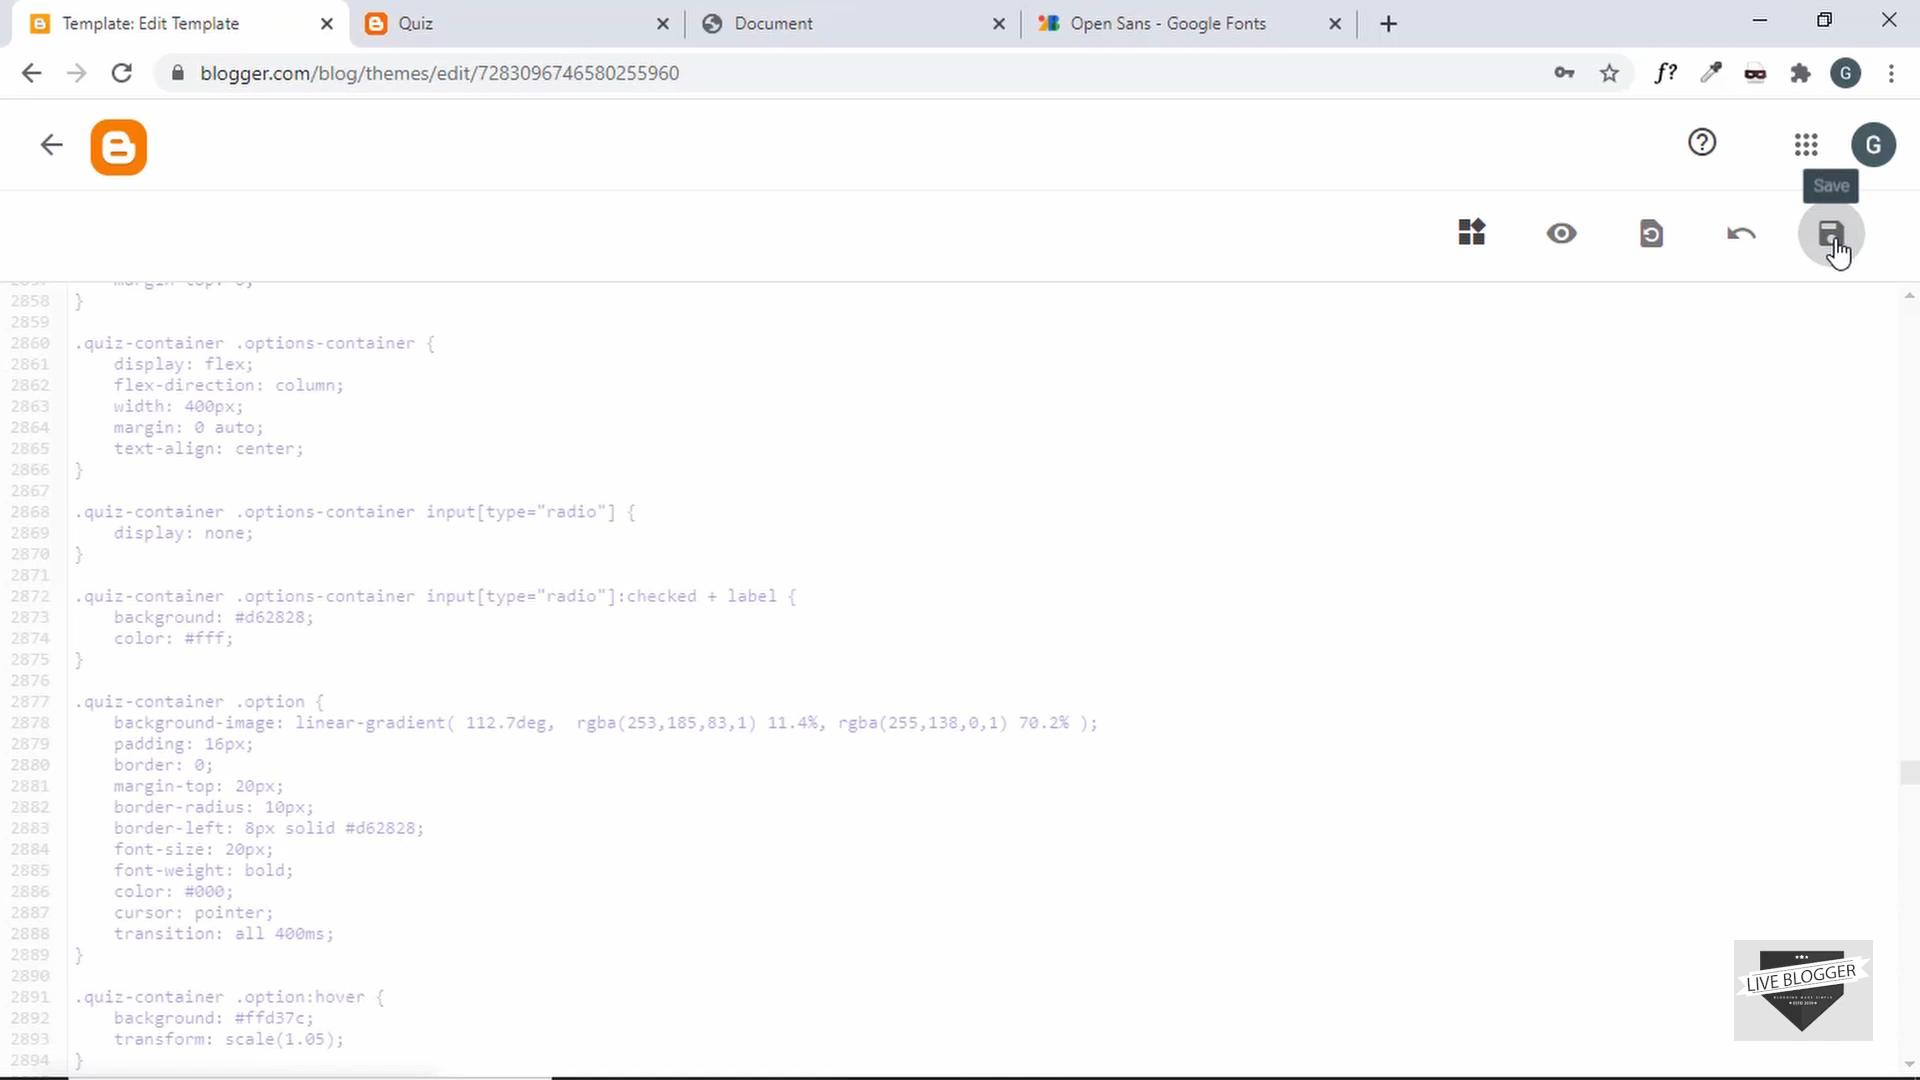 Template: Edit Template
Quiz
Document
Open Sans - Google Fonts
blogger.com/blog/themes/edit/7283096746580255960
f?
G
G
Save
2858 }
2859
2860 .quiz-container .options-container {
2861 display: flex;
2862 flex-direction: column;
2863 width: 400px;
2864 margin: 0 auto;
2865 text-align: center;
2866 }
2867
2868 .quiz-container .options-container input[type="radio"] {
2869 display: none;
2870 }
2871
2872 .quiz-container .options-container input[type="radio"]:checked + label {
2873 background: #d62828;
2874 color: #fff;
2875 }
2876
2877 .quiz-container .option {
2878 background-image: linear-gradient( 112.7deg,  rgba(253,185,83,1) 11.4%, rgba(255,138,0,1) 70.2% );
2879 padding: 16px;
2880 border: 0;
2881 margin-top: 20px;
2882 border-radius: 10px;
2883 border-left: 8px solid #d62828;
2884 font-size: 20px;
2885 font-weight: bold;
2886 color: #000;
2887 cursor: pointer;
2888 transition: all 400ms;
2889 }
2890
2891 .quiz-container .option:hover {
2892 background: #ffd37c;
2893 transform: scale(1.05);
2894 }
LIVE BLOGGER